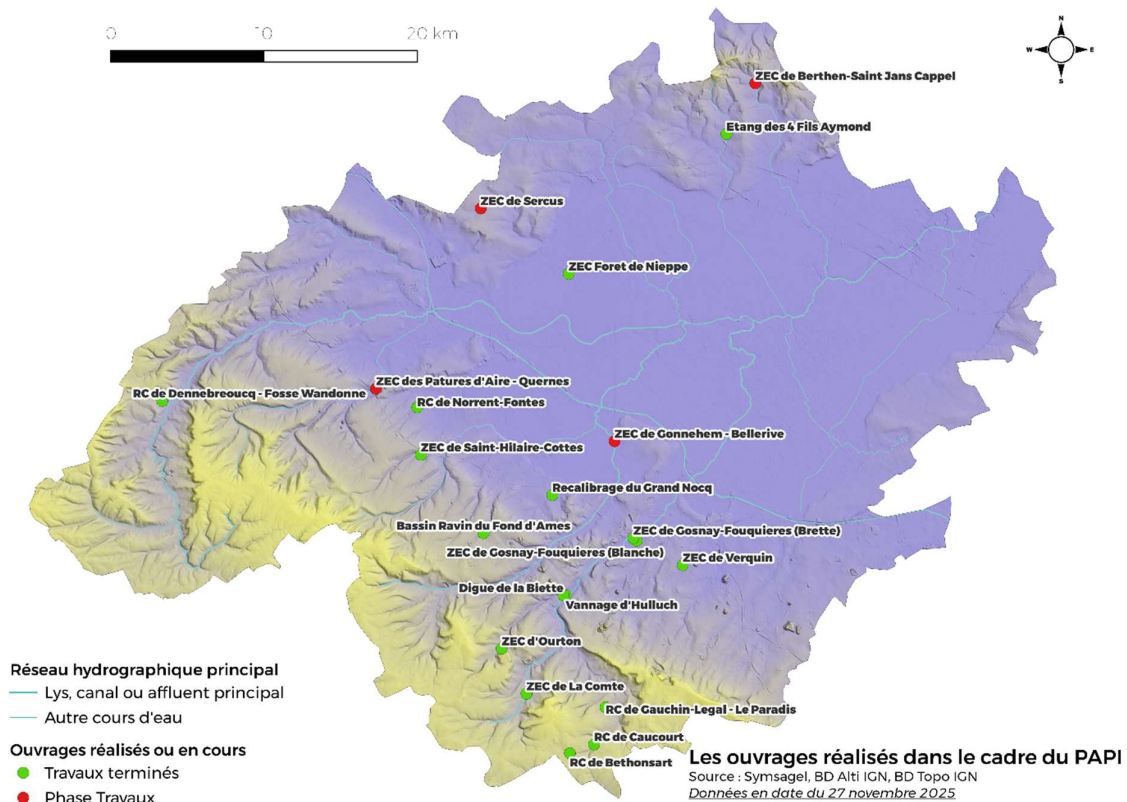 0 10 20 km
N
W E
S
ZEC de Berthen-Saint Jans Cappel
Etang des 4 Fils Aymond
ZEC de Sercus
ZEC Foret de Nieppe
ZEC des Patures d'Aire - Quernes
RC de Dennebreoucq - Fosse Wandonne
RC de Norrent-Fontes
ZEC de Gonnehem - Bellerive
ZEC de Saint-Hilaire-Cottes
Recalibrage du Grand Nocq
Bassin Ravin du Fond d'Ames
ZEC de Gosnay-Fouquieres (Brette)
ZEC de Gosnay-Fouquieres (Blanche)
ZEC de Verquin
Digue de la Biette
Vannage d'Hulluch
ZEC d'Ourton
ZEC de La Comte
RC de Gauchin-Legal - Le Paradis
RC de Caucourt
RC de Bethonsart
Réseau hydrographique principal
Lys, canal ou affluent principal
Autre cours d'eau
Ouvrages réalisés ou en cours
Travaux terminés
Phase Travaux
Les ouvrages réalisés dans le cadre du PAPI
Source : Symsagel, BD Alti IGN, BD Topo IGN
Données en date du 27 novembre 2025